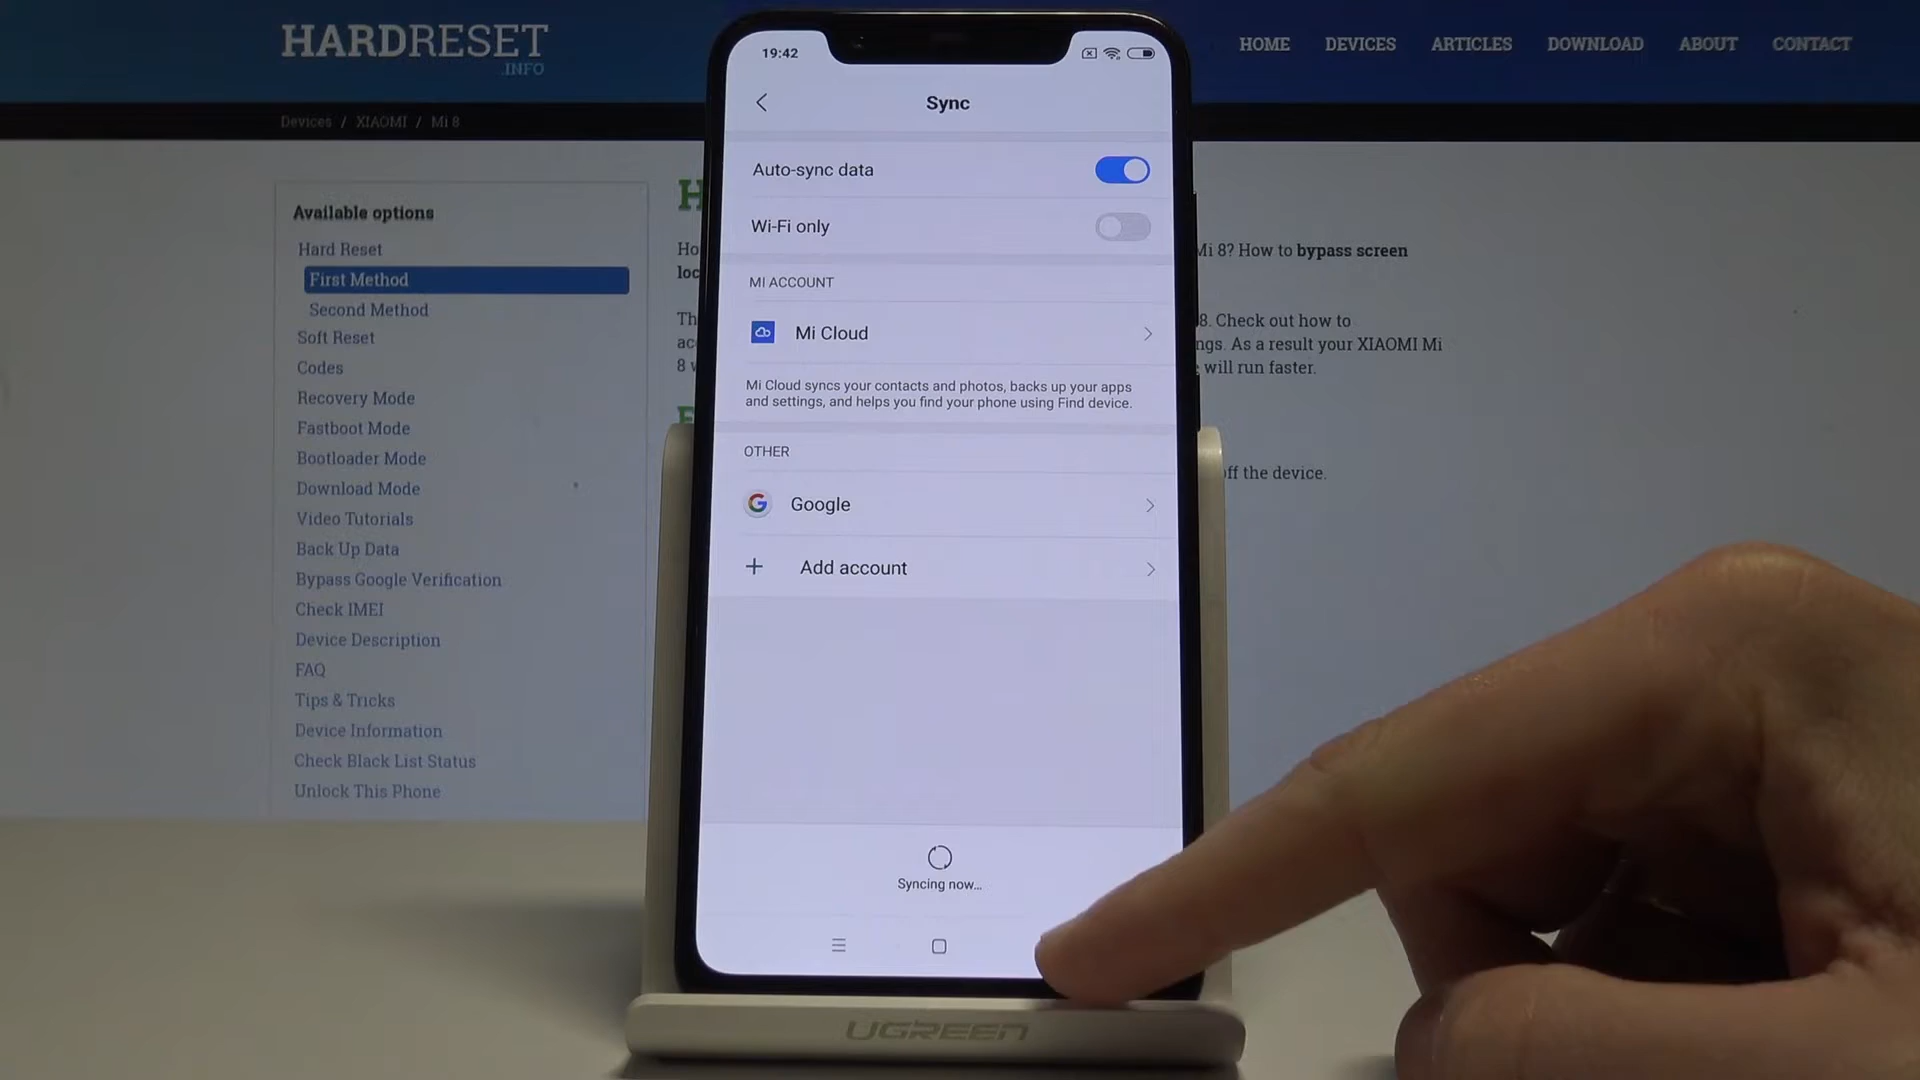 HARDRESET
.INFO
HOME DEVICES ARTICLES DOWNLOAD ABOUT CONTACT
Devices / XIAOMI / Mi 8
Available options
Hard Reset
First Method
Second Method
Soft Reset
Codes
Recovery Mode
Fastboot Mode
Bootloader Mode
Download Mode
Video Tutorials
Back Up Data
Bypass Google Verification
Check IMEI
Device Description
FAQ
Tips & Tricks
Device Information
Check Black List Status
Unlock This Phone
19:42
Sync
Auto-sync data
Wi-Fi only
MI ACCOUNT
Mi Cloud
Mi Cloud syncs your contacts and photos, backs up your apps
and settings, and helps you find your phone using Find device.
OTHER
Google
Add account
Syncing now...
Mi 8? How to bypass screen
8. Check out how to
ngs. As a result your XIAOMI Mi
will run faster.
off the device.
UGREEN